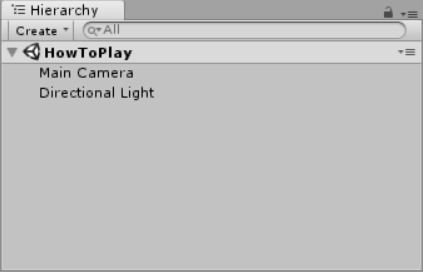 Hierarchy
Create All
HowToPlay
Main Camera
Directional Light